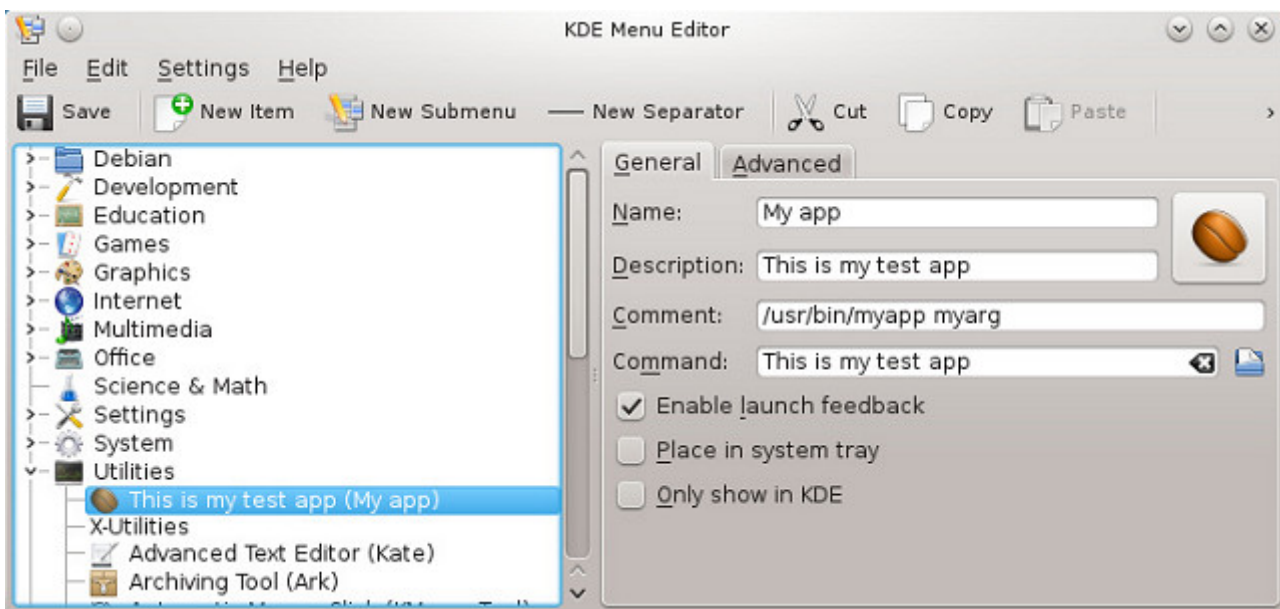 KDE Menu Editor
File Edit Settings Help
Save New Item New Submenu New Separator Cut Copy Paste
Debian
Development
Education
Games
Graphics
Internet
Multimedia
Office
Science & Math
Settings
System
Utilities
This is my test app (My app)
X-Utilities
Advanced Text Editor (Kate)
Archiving Tool (Ark)
General Advanced
Name: My app
Description: This is my test app
Comment: /usr/bin/myapp myarg
Command: This is my test app
Enable launch feedback
Place in system tray
Only show in KDE